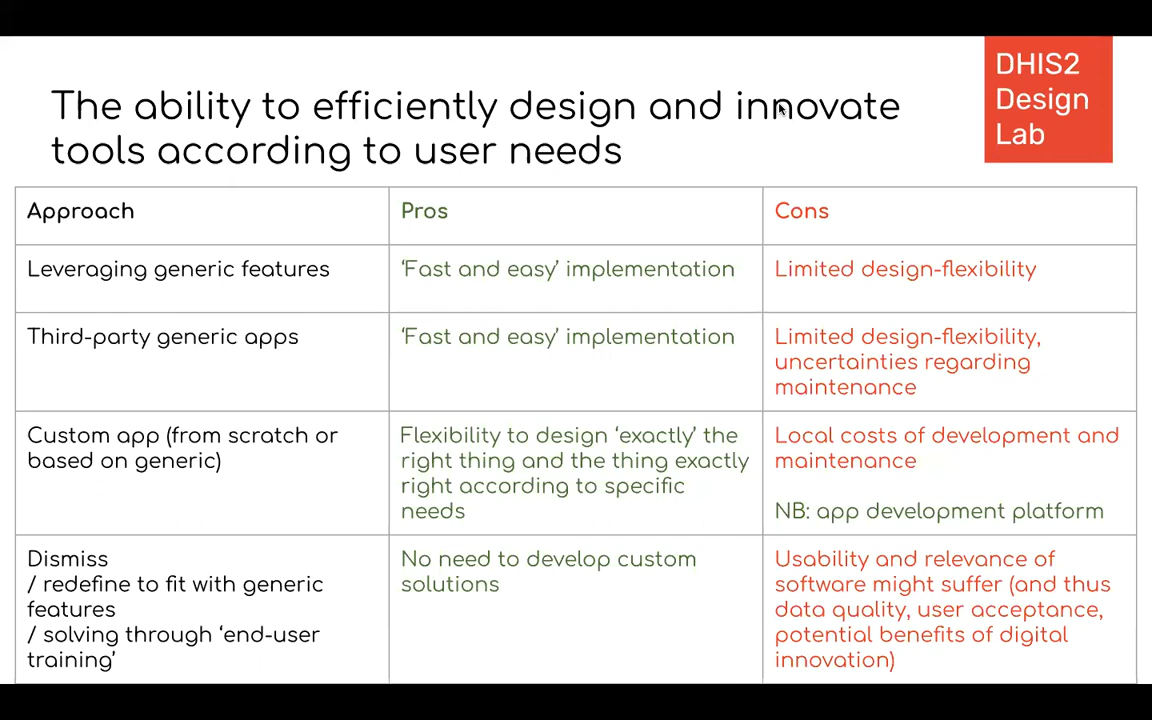 The ability to efficiently design and innovate
tools according to user needs
DHIS2
Design
Lab
Approach
Pros
Cons
Leveraging generic features
‘Fast and easy’ implementation
Limited design-flexibility
Third-party generic apps
‘Fast and easy’ implementation
Limited design-flexibility,
uncertainties regarding
maintenance
Custom app (from scratch or
based on generic)
Flexibility to design ‘exactly’ the
right thing and the thing exactly
right according to specific
needs
Local costs of development and
maintenance
NB: app development platform
Dismiss
/ redefine to fit with generic
features
/ solving through ‘end-user
training’
No need to develop custom
solutions
Usability and relevance of
software might suffer (and thus
data quality, user acceptance,
potential benefits of digital
innovation)